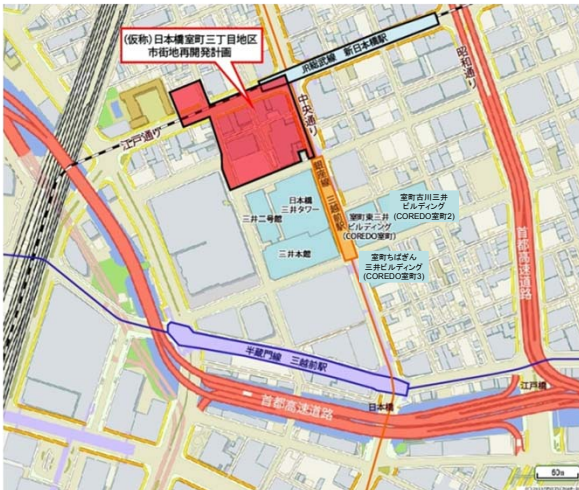 (仮称)日本橋室町三丁目地区
市街地再開発計画
JR総武線 新日本橋駅
昭和通り
中央通り
江戸通り
銀座線 三越前駅
日本橋
三井タワー
三井二号館
三井本館
室町東三井
ビルディング
(COREDO室町)
室町古川三井
ビルディング
(COREDO室町2)
室町ちばぎん
三井ビルディング
(COREDO室町3)
首都高速道路
半蔵門線 三越前駅
首都高速道路
日本橋
江戸橋
60m